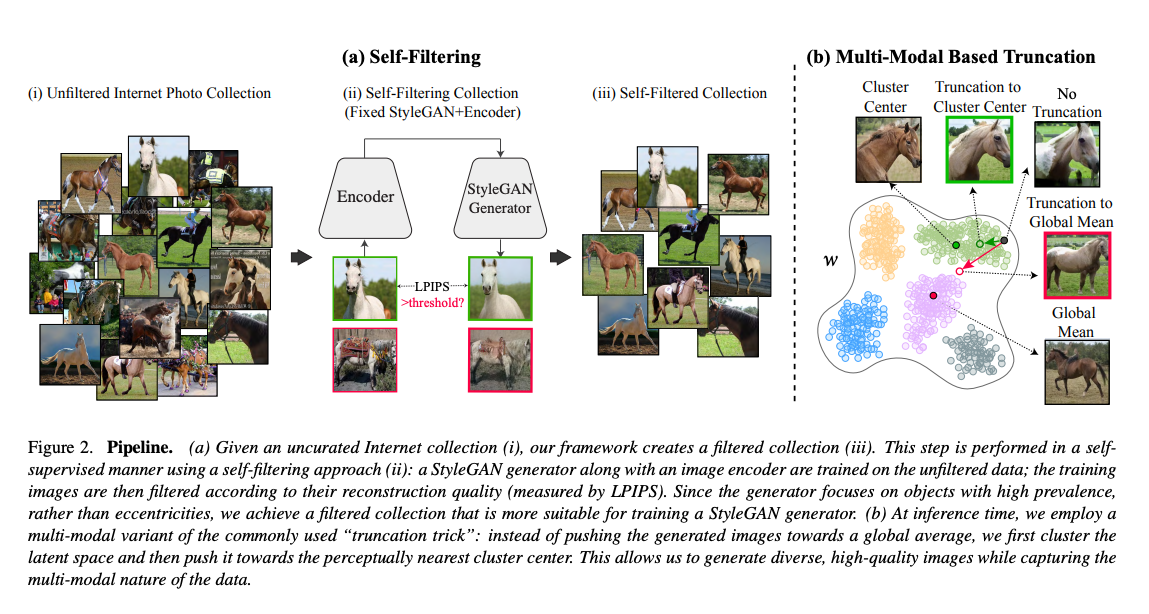 (a) Self-Filtering
(b) Multi-Modal Based Truncation
(i) Unfiltered Internet Photo Collection
(ii) Self-Filtering Collection
(Fixed StyleGAN+Encoder)
(iii) Self-Filtered Collection
Encoder
StyleGAN
Generator
LPIPS
>threshold?
Cluster
Center
Truncation to
Cluster Center
No
Truncation
Truncation to
Global Mean
w
Global
Mean
Figure 2. Pipeline. (a) Given an uncurated Internet collection (i), our framework creates a filtered collection (iii). This step is performed in a self-
supervised manner using a self-filtering approach (ii): a StyleGAN generator along with an image encoder are trained on the unfiltered data; the training
images are then filtered according to their reconstruction quality (measured by LPIPS). Since the generator focuses on objects with high prevalence,
rather than eccentricities, we achieve a filtered collection that is more suitable for training a StyleGAN generator. (b) At inference time, we employ a
multi-modal variant of the commonly used “truncation trick”: instead of pushing the generated images towards a global average, we first cluster the
latent space and then push it towards the perceptually nearest cluster center. This allows us to generate diverse, high-quality images while capturing the
multi-modal nature of the data.